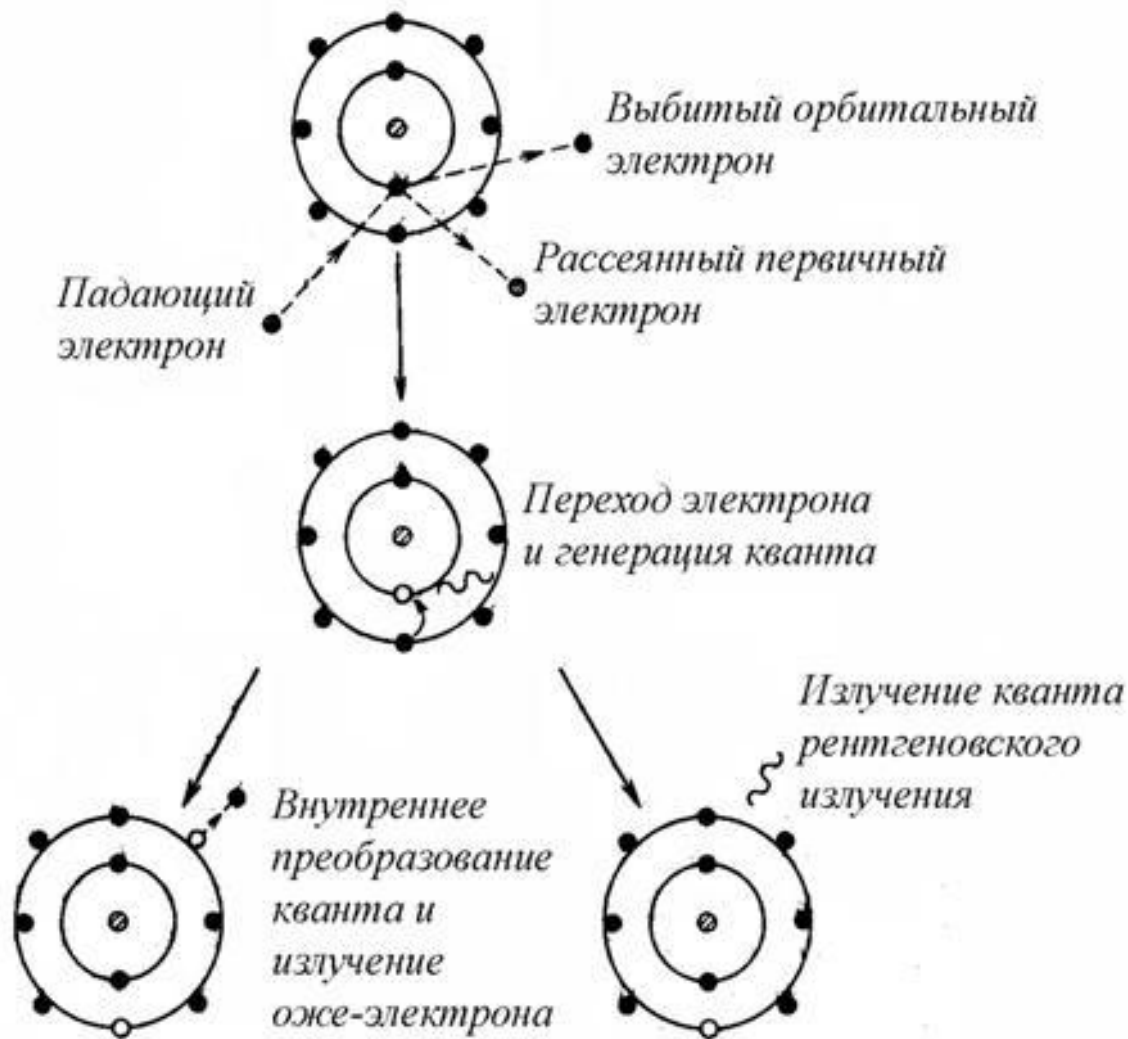 Выбитый орбитальный
электрон
Рассеянный первичный
электрон
Падающий
электрон
Переход электрона
и генерация кванта
Излучение кванта
рентгеновского
излучения
Внутреннее
преобразование
кванта и
излучение
оже-электрона